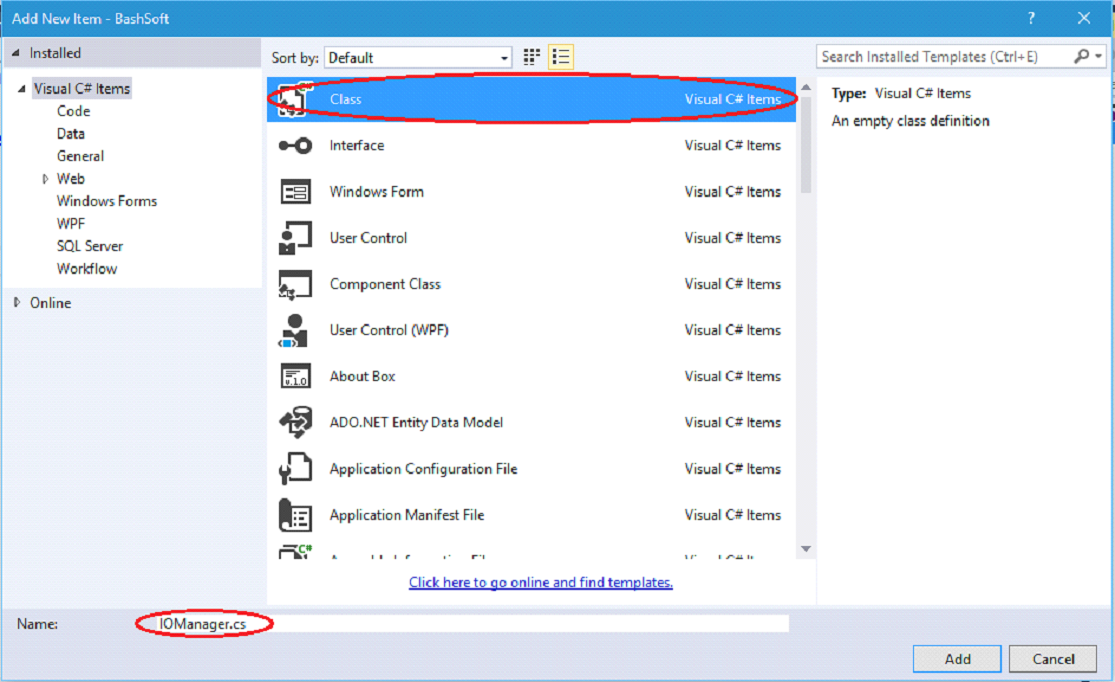 Add New Item - BashSoft
?
Installed
Sort by: Default
Search Installed Templates (Ctrl+E)
Visual C# Items
Code
Data
General
Web
Windows Forms
WPF
SQL Server
Workflow
Online
Class Visual C# Items
Interface Visual C# Items
Windows Form Visual C# Items
User Control Visual C# Items
Component Class Visual C# Items
User Control (WPF) Visual C# Items
About Box Visual C# Items
ADO.NET Entity Data Model Visual C# Items
Application Configuration File Visual C# Items
Application Manifest File Visual C# Items
Click here to go online and find templates.
Type: Visual C# Items
An empty class definition
Name: IOManager.cs
Add Cancel